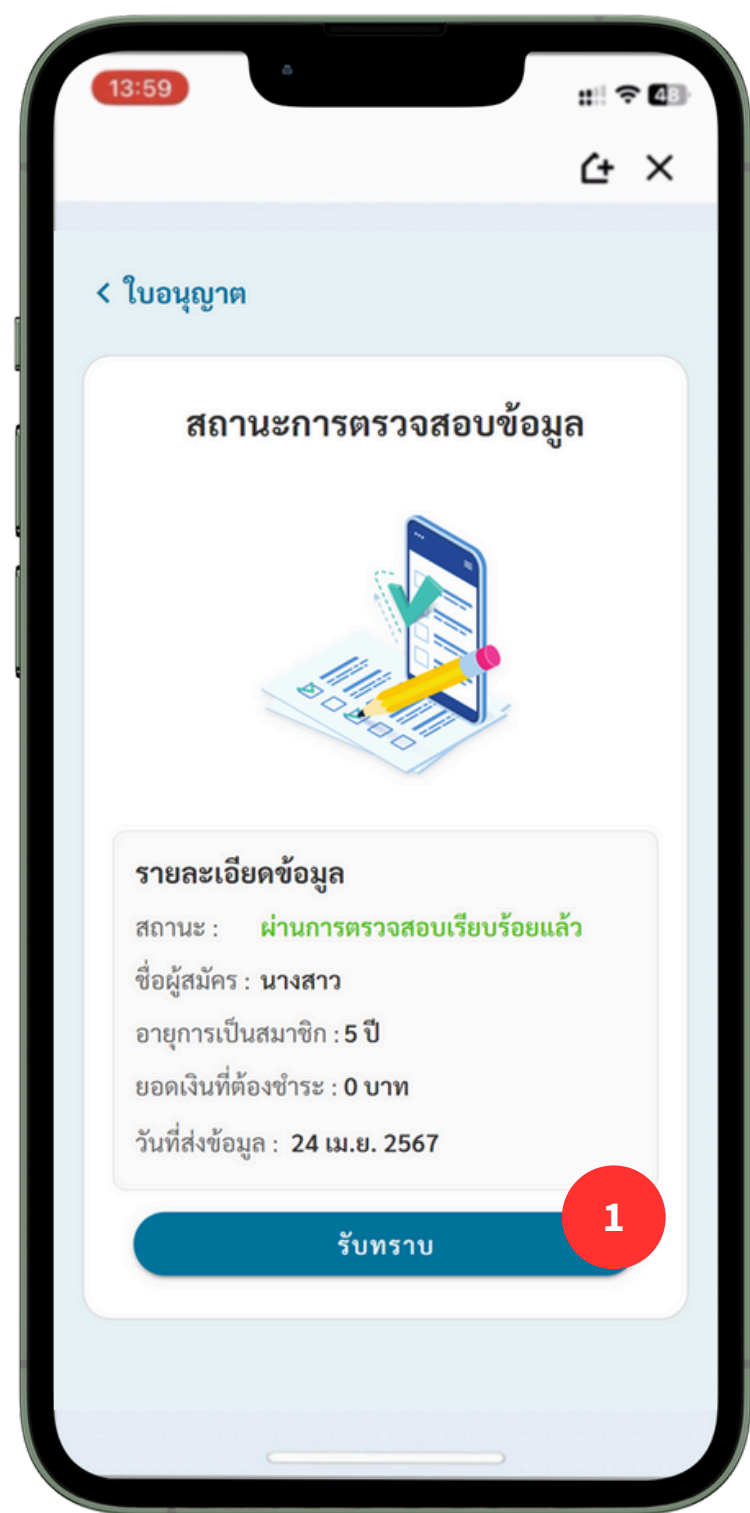 13:59
48
< ใบอนุญาต
สถานะการตรวจสอบข้อมูล
รายละเอียดข้อมูล
สถานะ : ผ่านการตรวจสอบเรียบร้อยแล้ว
ชื่อผู้สมัคร : นางสาว
อายุการเป็นสมาชิก : 5 ปี
ยอดเงินที่ต้องชำระ : 0 บาท
วันที่ส่งข้อมูล : 24 เม.ย. 2567
รับทราบ
1